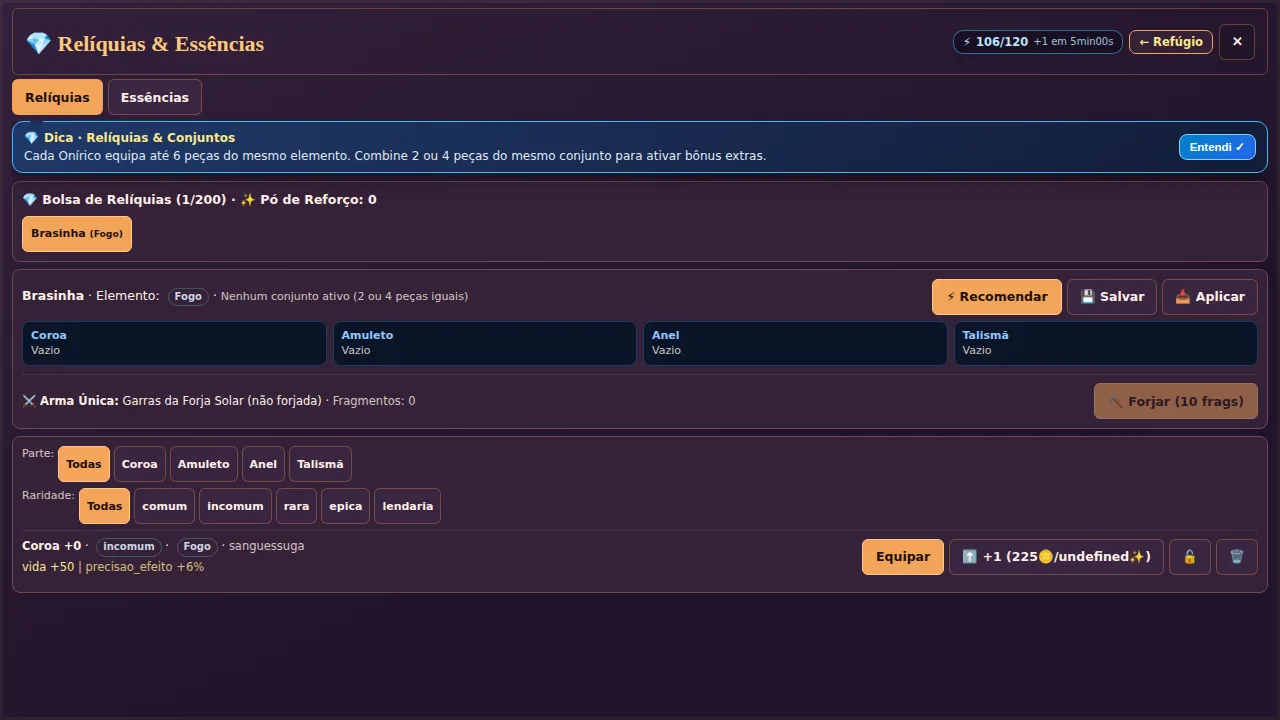 💎 Relíquias & Essências
⚡ 106/120 +1 em 5min00s
← Refúgio
✕
Relíquias
Essências
💎 Dica · Relíquias & Conjuntos
Cada Onírico equipa até 6 peças do mesmo elemento. Combine 2 ou 4 peças do mesmo conjunto para ativar bônus extras.
Entendi ✓
💎 Bolsa de Relíquias (1/200) · ✨ Pó de Reforço: 0
Brasinha (Fogo)
Brasinha · Elemento: Fogo · Nenhum conjunto ativo (2 ou 4 peças iguais)
⚡ Recomendar
💾 Salvar
📥 Aplicar
Coroa
Vazio
Amuleto
Vazio
Anel
Vazio
Talismã
Vazio
⚔️ Arma Única: Garras da Forja Solar (não forjada) · Fragmentos: 0
🔨 Forjar (10 frags)
Parte: Todas Coroa Amuleto Anel Talismã
Raridade: Todas comum incomum rara epica lendaria
Coroa +0 · incomum · Fogo · sanguessuga
vida +50 | precisao_efeito +6%
Equipar
⬆️ +1 (225🪙/undefined✨)
🔓
🗑️